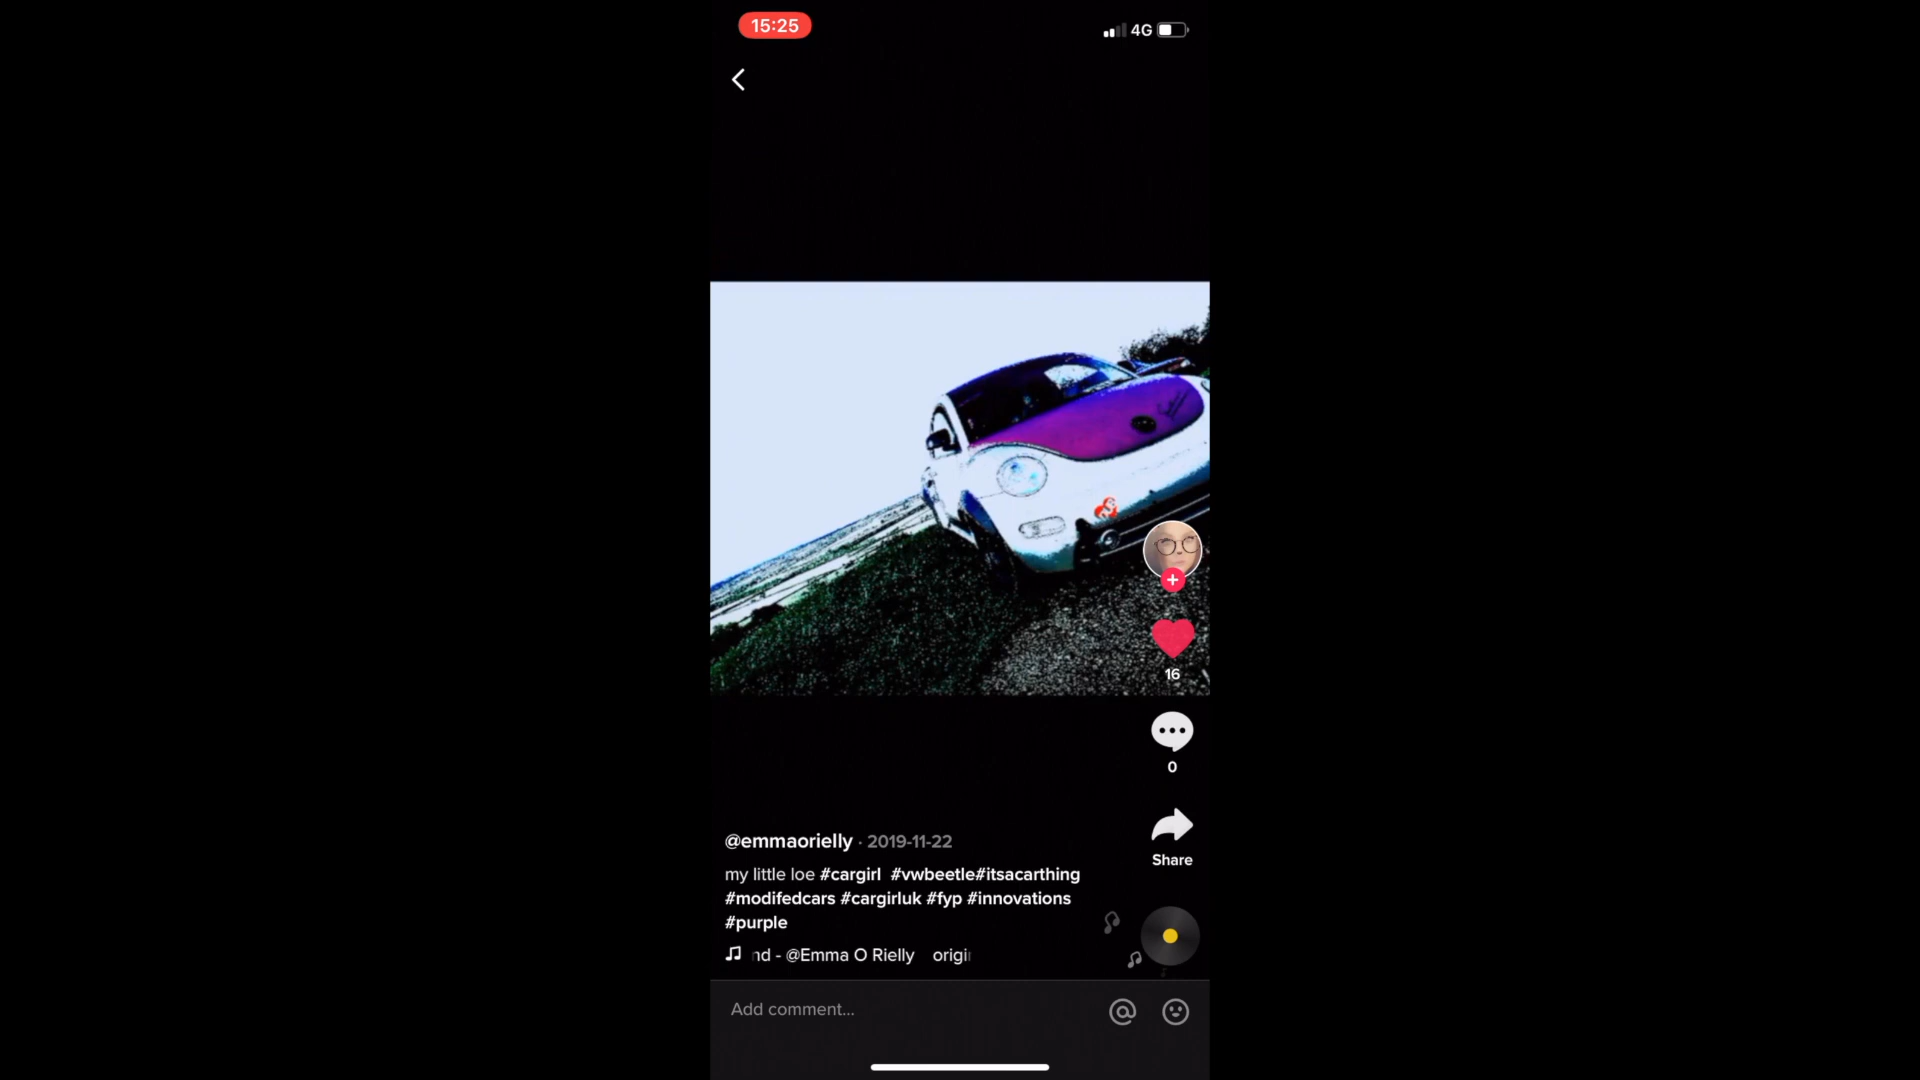 15:25
4G
16
0
Share
@emmaorielly · 2019-11-22
my little loe #cargirl #vwbeetle#itsacarthing
#modifedcars #cargirluk #fyp #innovations
#purple
nd - @Emma O Rielly origi
Add comment...